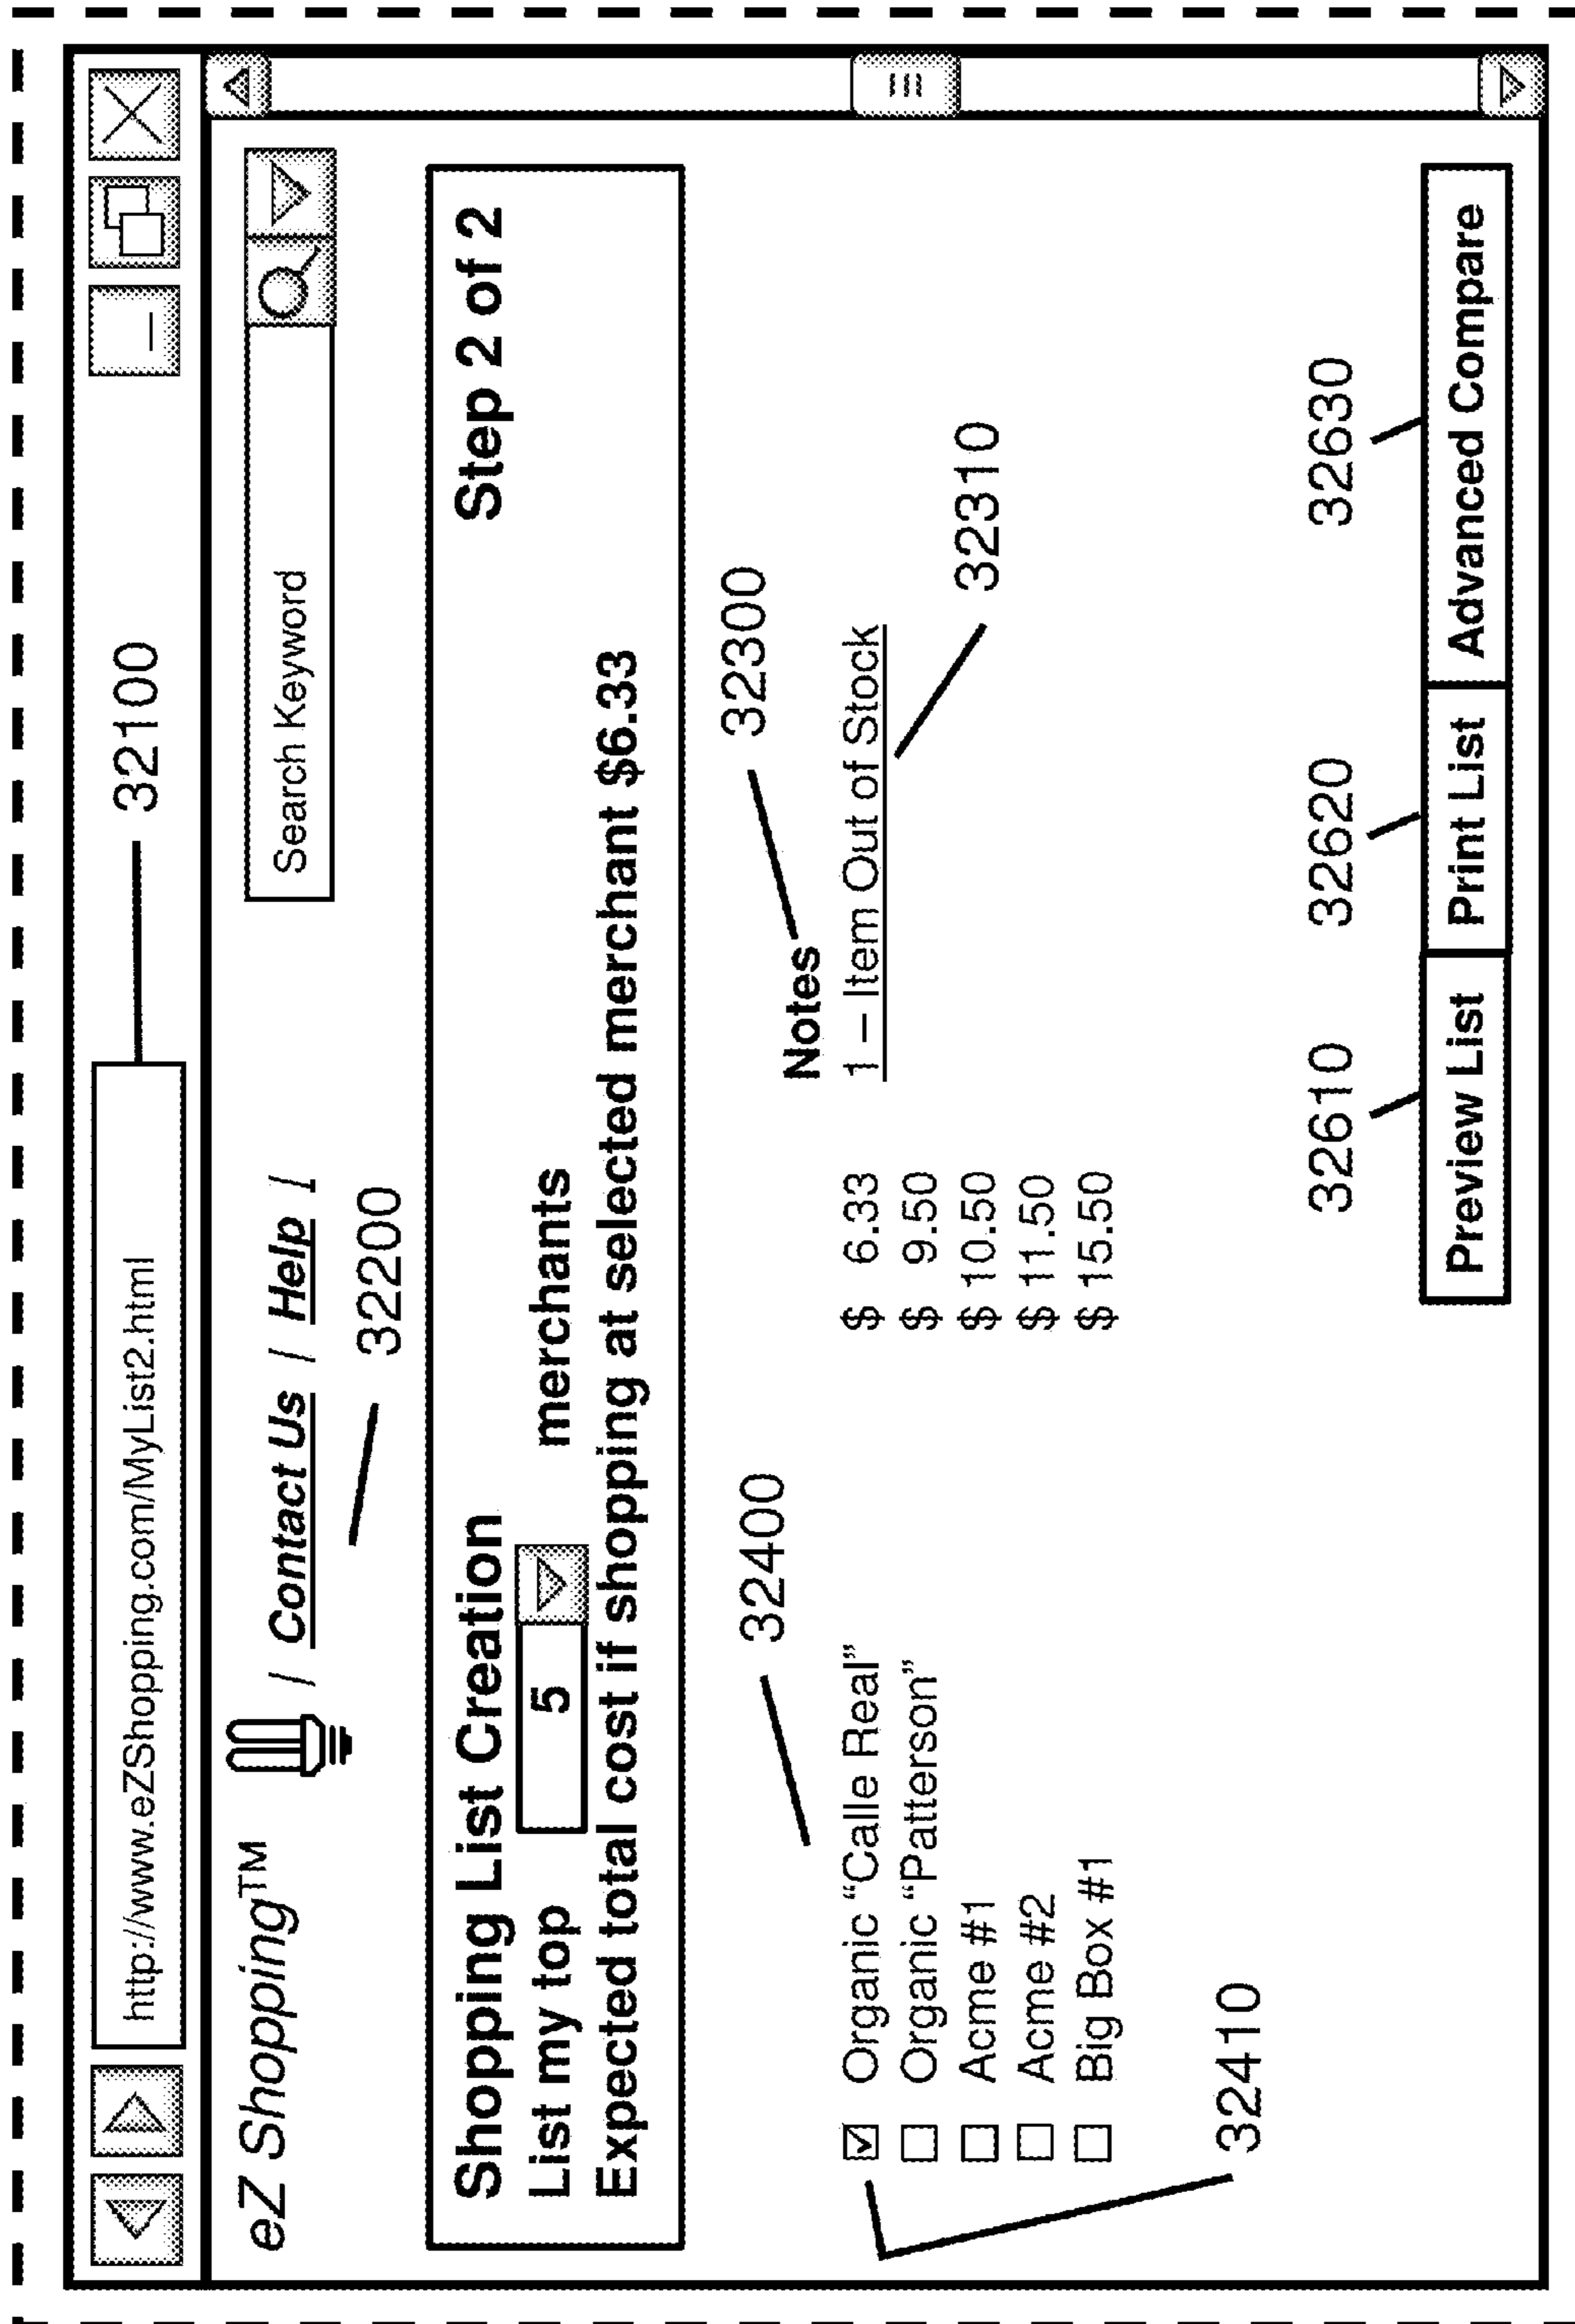 http://www.eZShopping.com/MyList2.html
32100
eZ Shopping™ / Contact Us / Help /
Search Keyword
32200
Shopping List Creation Step 2 of 2
List my top 5 merchants
Expected total cost if shopping at selected merchant $6.33
32400
32300
Notes
Organic “Calle Real” $ 6.33 1 – Item Out of Stock
Organic “Patterson” $ 9.50
Acme #1 $ 10.50
32310
Acme #2 $ 11.50
Big Box #1 $ 15.50
32410
32610 32620 32630
Preview List Print List Advanced Compare